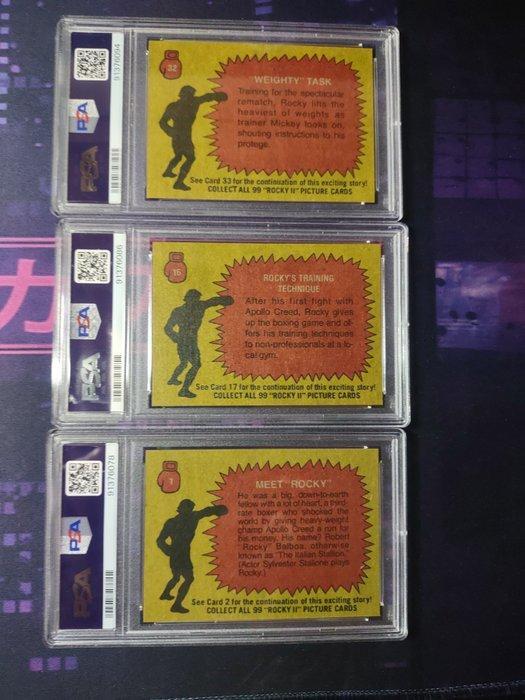 32
"WEIGHTY" TASK
Training for the spectacular
rematch, Rocky lifts the
heaviest of weights as
trainer Mickey looks on,
shouting instructions to his
protege.
See Card 33 for the continuation of this exciting story!
COLLECT ALL 99 "ROCKY II" PICTURE CARDS
PSA
PSA
91376094
16
ROCKY'S TRAINING
TECHNIQUE
After his first fight with
Apollo Creed, Rocky gives
up the boxing game and of-
fers his training techniques
to non-professionals at a lo-
cal gym.
See Card 17 for the continuation of this exciting story!
COLLECT ALL 99 "ROCKY II" PICTURE CARDS
PSA
PSA
91376086
カ
1
MEET "ROCKY"
He was a big, down-to-earth
fellow with a lot of heart, a third-
rate boxer who shocked the
world by giving heavy-weight
champ Apollo Creed a run for
his money. His name? Robert
"Rocky" Balboa, otherwise
known as "The Italian Stallion."
(Actor Sylvester Stallone plays
Rocky.)
See Card 2 for the continuation of this exciting story!
COLLECT ALL 99 "ROCKY II" PICTURE CARDS
PSA
PSA
91376078